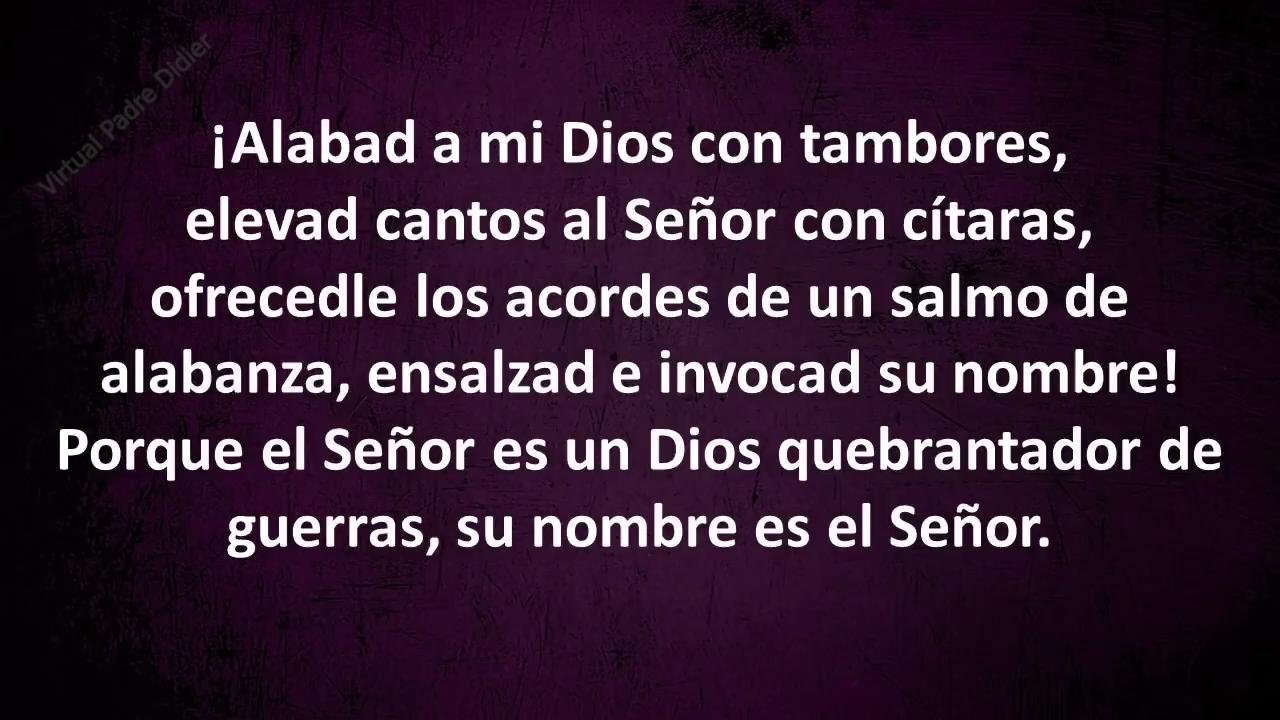 Virtual Padre Didier
¡Alabad a mi Dios con tambores,
elevad cantos al Señor con cítaras,
ofrecedle los acordes de un salmo de
alabanza, ensalzad e invocad su nombre!
Porque el Señor es un Dios quebrantador de
guerras, su nombre es el Señor.